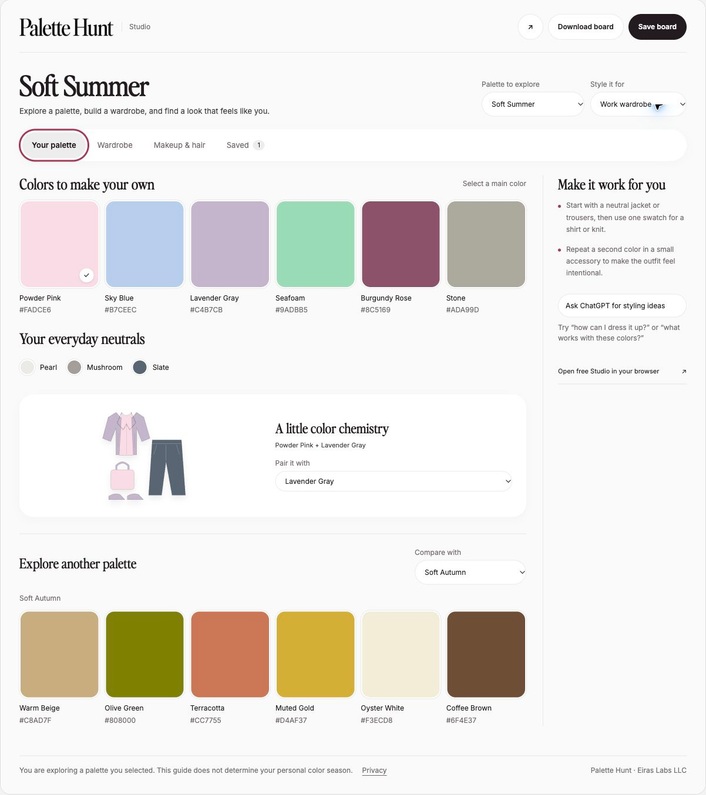 Palette Hunt
Studio
↗
Download board
Save board
Soft Summer
Explore a palette, build a wardrobe, and find a look that feels like you.
Palette to explore
Soft Summer
Style it for
Work wardrobe
Your palette
Wardrobe
Makeup & hair
Saved 1
Colors to make your own
Select a main color
Powder Pink
#FADCE6
Sky Blue
#B7CEEC
Lavender Gray
#C4B7CB
Seafoam
#9ADBB5
Burgundy Rose
#8C5169
Stone
#ADA99D
Your everyday neutrals
Pearl
Mushroom
Slate
A little color chemistry
Powder Pink + Lavender Gray
Pair it with
Lavender Gray
Explore another palette
Compare with
Soft Autumn
Soft Autumn
Warm Beige
#C8AD7F
Olive Green
#808000
Terracotta
#CC7755
Muted Gold
#D4AF37
Oyster White
#F3ECD8
Coffee Brown
#6F4E37
Make it work for you
• Start with a neutral jacket or
trousers, then use one swatch for a
shirt or knit.
• Repeat a second color in a small
accessory to make the outfit feel
intentional.
Ask ChatGPT for styling ideas
Try “how can I dress it up?” or “what
works with these colors?”
Open free Studio in your browser ↗
You are exploring a palette you selected. This guide does not determine your personal color season.
Privacy
Palette Hunt · Eiras Labs LLC